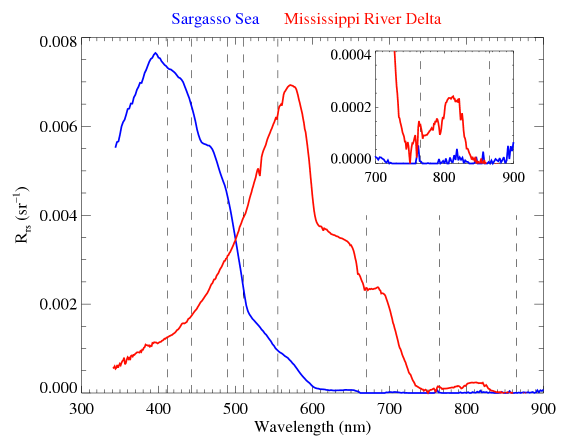 Sargasso Sea Mississippi River Delta
0.008
0.006
0.004
0.002
0.000
Rrs (sr⁻¹)
0.0004
0.0002
0.0000
700 800 900
300 400 500 600 700 800 900
Wavelength (nm)